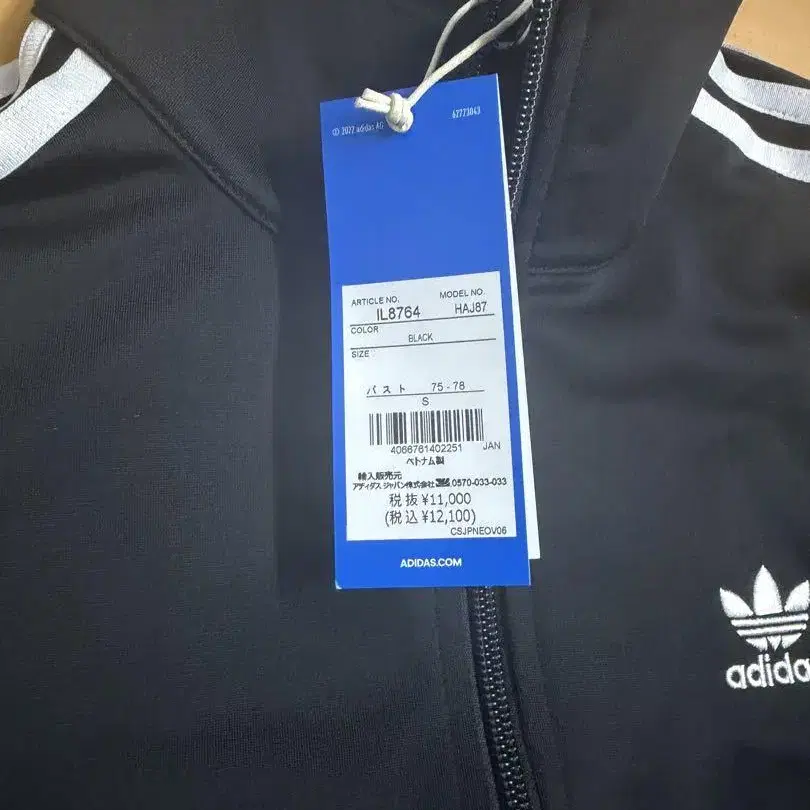 © 2022 adidas AG
62773043
ARTICLE NO. MODEL NO.
IL8764 HAJ87
COLOR
BLACK
SIZE
バスト 75-78
S
4066761402251 JAN
ベトナム製
輸入販売元
アディダス ジャパン株式会社 0570-033-033
税抜 ¥11,000
(税込 ¥12,100)
CSJPNEOV06
ADIDAS.COM
adida